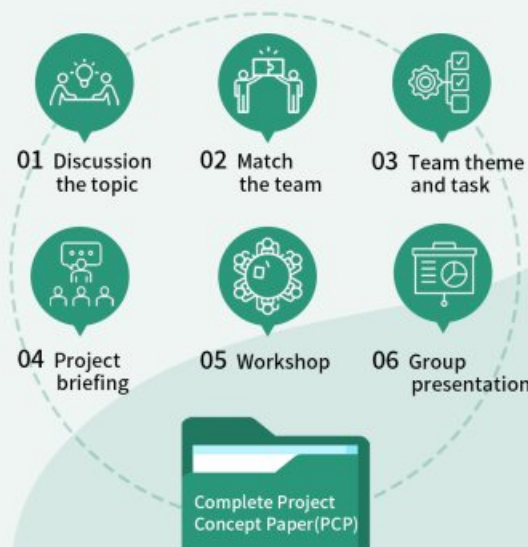 01 Discussion
the topic
02 Match
the team
03 Team theme
and task
04 Project
briefing
05 Workshop
06 Group
presentation
Complete Project
Concept Paper(PCP)